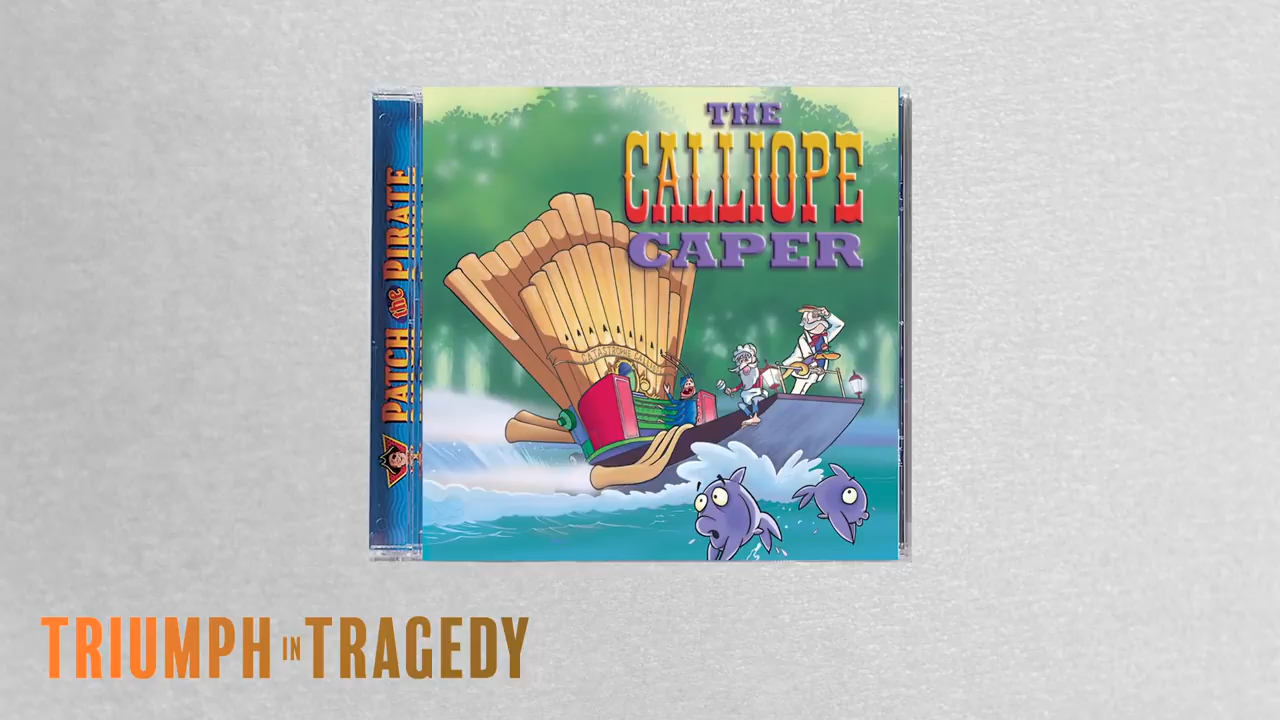 THE
CALLIOPE
CAPER
PATCH the PIRATE
TRIUMPH IN TRAGEDY